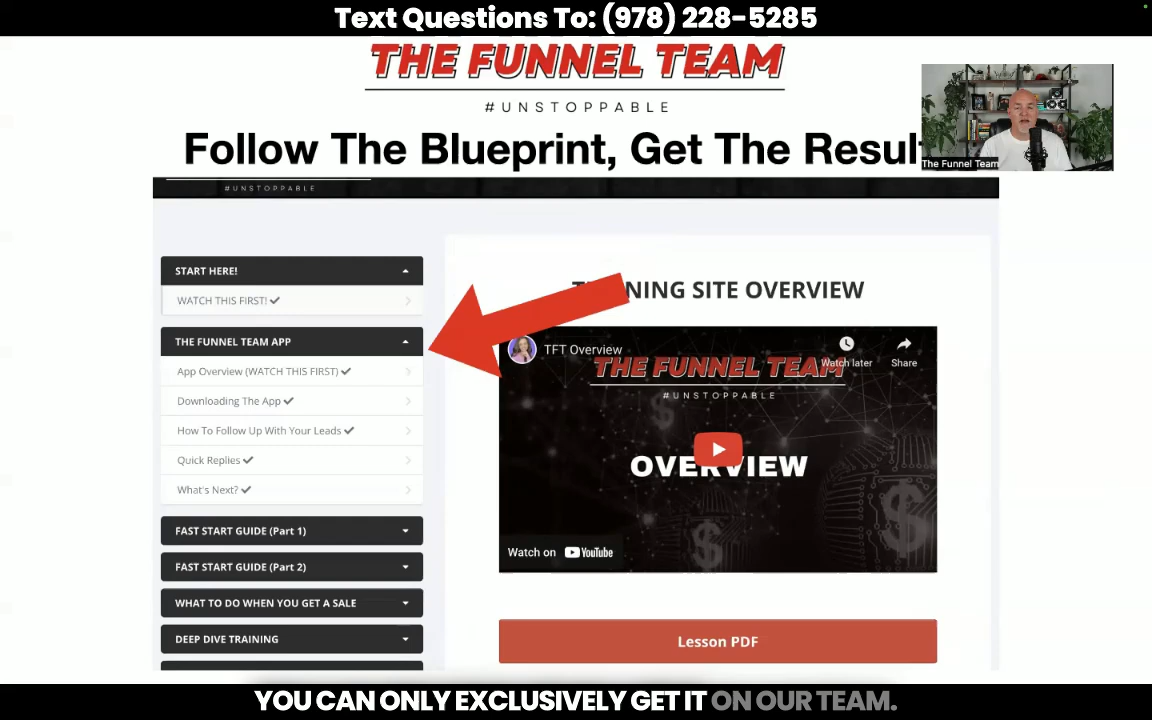 Text Questions To: (978) 228-5285
THE FUNNEL TEAM
#UNSTOPPABLE
Follow The Blueprint, Get The Result
The Funnel Team
#UNSTOPPABLE
START HERE!
WATCH THIS FIRST!
THE FUNNEL TEAM APP
App Overview (WATCH THIS FIRST)
Downloading The App
How To Follow Up With Your Leads
Quick Replies
What's Next?
FAST START GUIDE (Part 1)
FAST START GUIDE (Part 2)
WHAT TO DO WHEN YOU GET A SALE
DEEP DIVE TRAINING
SITE OVERVIEW
TFT Overview
Watch later
Share
THE FUNNEL TEAM
#UNSTOPPABLE
OVERVIEW
Watch on YouTube
Lesson PDF
YOU CAN ONLY EXCLUSIVELY GET IT ON OUR TEAM.